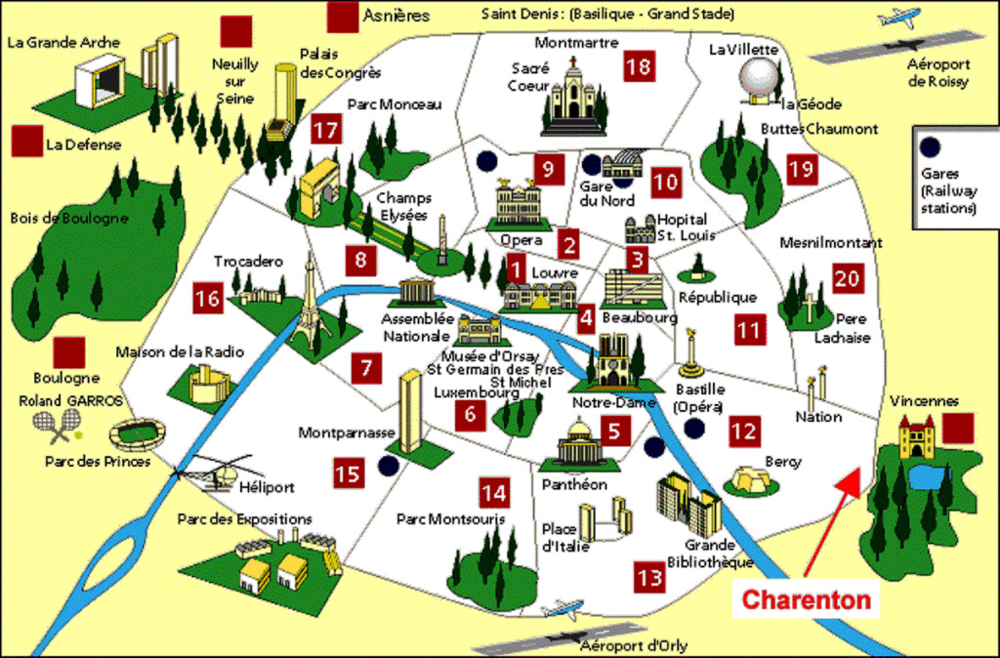 Asnières
Saint Denis: (Basilique - Grand Stade)
La Grande Arche
Neuilly
sur
Seine
Palais
des Congrès
Montmartre
18
Sacré
Coeur
La Villette
la Géode
Aéroport
de Roissy
La Defense
17
Parc Monceau
Buttes Chaumont
19
Gares
(Railway
stations)
Bois de Boulogne
Champs
Elysées
9
Gare
du Nord
10
Opera
Hopital
St. Louis
Mesnilmontant
Trocadero
8
2
3
1
Louvre
République
20
16
Assemblée
Nationale
4
Beaubourg
11
Pere
Lachaise
Boulogne
Maison de la Radio
7
Musée d'Orsay
St Germain des Pres
St Michel
Luxembourg
Notre-Dame
Bastille
(Opéra)
Nation
Vincennes
Roland GARROS
Parc des Princes
Montparnasse
6
5
12
Bercy
Héliport
15
14
Panthéon
Parc des Expositions
Parc Montsouris
Place
d'Italie
Grande
Bibliothèque
13
Charenton
Aéroport d'Orly